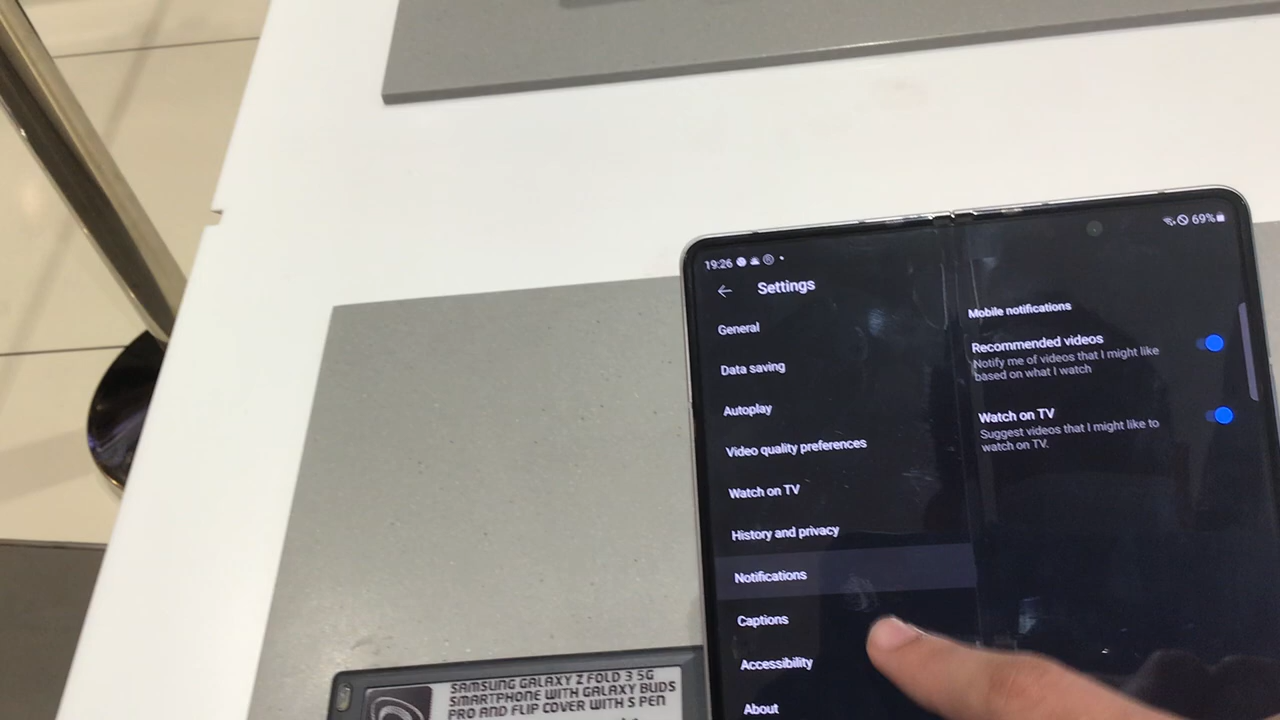 19:26
69%
Settings
General
Data saving
Autoplay
Video quality preferences
Watch on TV
History and privacy
Notifications
Captions
Accessibility
About
Mobile notifications
Recommended videos
Notify me of videos that I might like
based on what I watch
Watch on TV
Suggest videos that I might like to
watch on TV.
SAMSUNG GALAXY Z FOLD 3 5G
SMARTPHONE WITH GALAXY BUDS
PRO AND FLIP COVER WITH S PEN